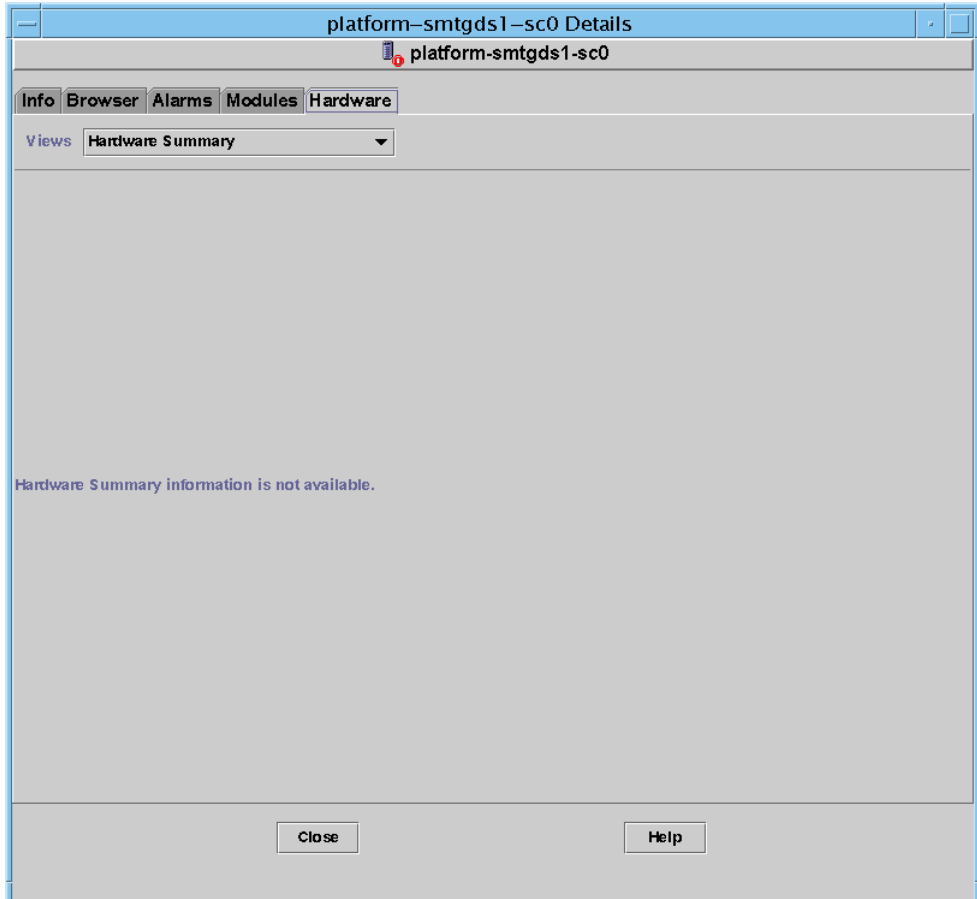 platform–smtgds1–sc0 Details
platform-smtgds1-sc0
Info Browser Alarms Modules Hardware
Views Hardware Summary
Hardware Summary information is not available.
Close Help